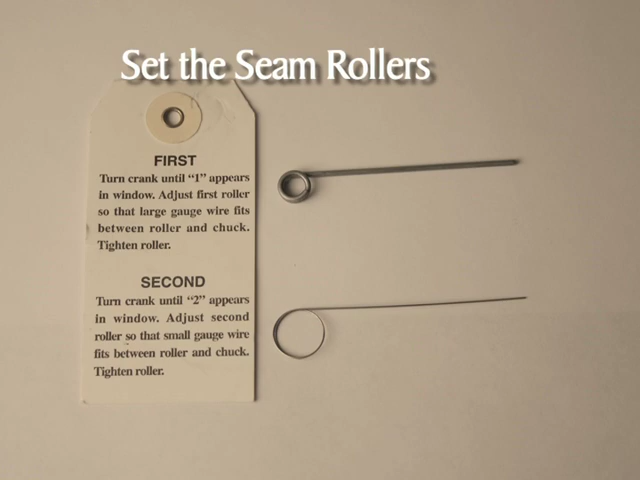 Set the Seam Rollers
FIRST
Turn crank until “1” appears
in window. Adjust first roller
so that large gauge wire fits
between roller and chuck.
Tighten roller.
SECOND
Turn crank until “2” appears
in window. Adjust second
roller so that small gauge wire
fits between roller and chuck.
Tighten roller.